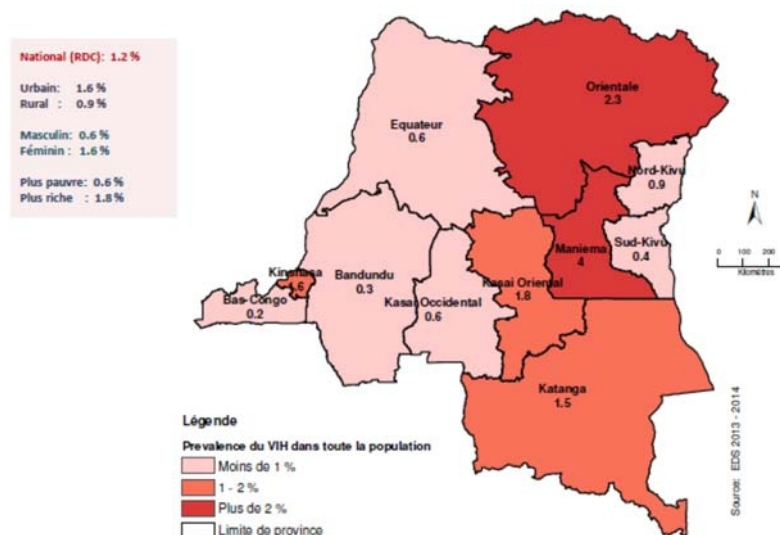 National (RDC): 1.2 %
Urbain: 1.6 %
Rural : 0.9 %
Masculin: 0.6 %
Féminin : 1.6 %
Plus pauvre: 0.6 %
Plus riche : 1.8 %
Orientale
2.3
Equateur
0.6
Nord-Kivu
0.9
N
Maniema
4
Sud-Kivu
0.4
0 100 200
Kilomètres
Kinshasa
1.6
Bandundu
0.3
Kasai Oriental
1.8
Bas-Congo
0.2
Kasai Occidental
0.6
Katanga
1.5
Légende
Prevalence du VIH dans toute la population
Moins de 1 %
1 - 2 %
Plus de 2 %
Limite de province
Source: EDS 2013 - 2014